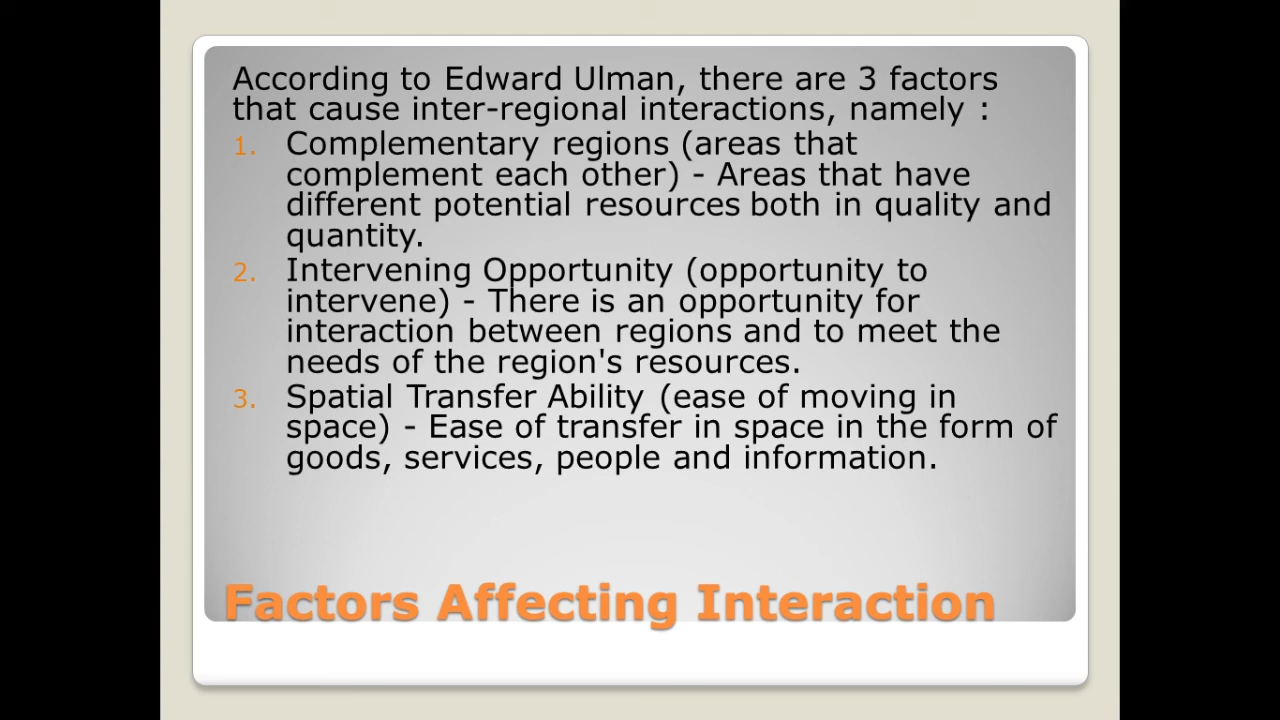 According to Edward Ulman, there are 3 factors
that cause inter-regional interactions, namely :
1. Complementary regions (areas that
complement each other) - Areas that have
different potential resources both in quality and
quantity.
2. Intervening Opportunity (opportunity to
intervene) - There is an opportunity for
interaction between regions and to meet the
needs of the region's resources.
3. Spatial Transfer Ability (ease of moving in
space) - Ease of transfer in space in the form of
goods, services, people and information.
Factors Affecting Interaction